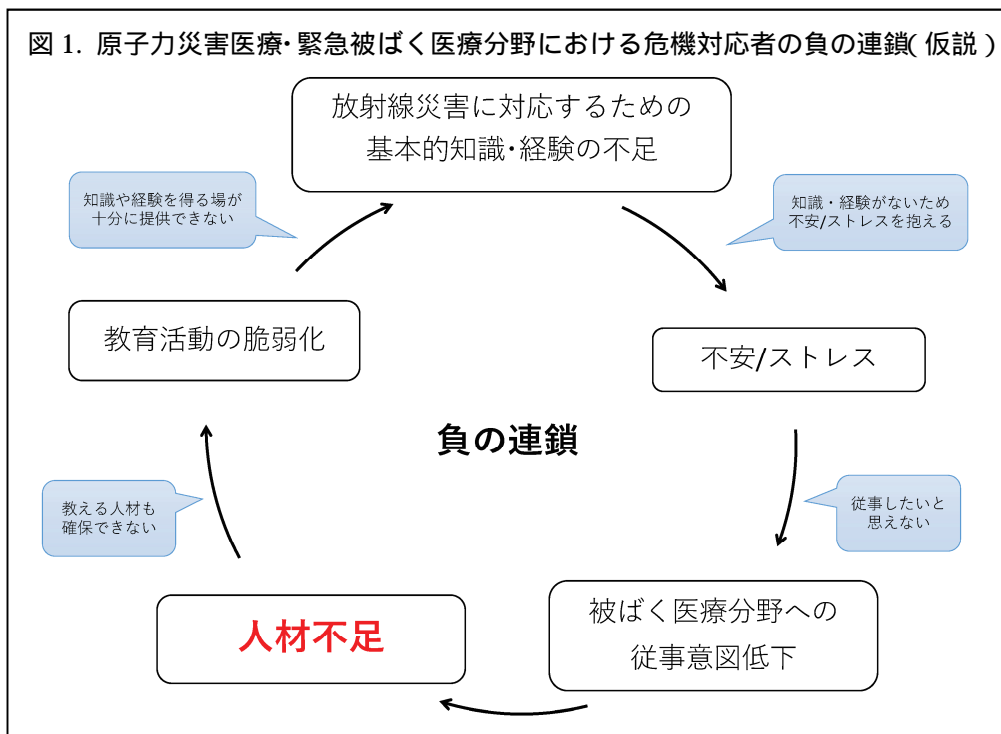 図 1. 原子力災害医療・緊急被ばく医療分野における危機対応者の負の連鎖(仮説)
放射線災害に対応するための
基本的知識・経験の不足
知識や経験を得る場が
十分に提供できない
知識・経験がないため
不安/ストレスを抱える
教育活動の脆弱化
不安/ストレス
負の連鎖
教える人材も
確保できない
従事したいと
思えない
人材不足
被ばく医療分野への
従事意図低下